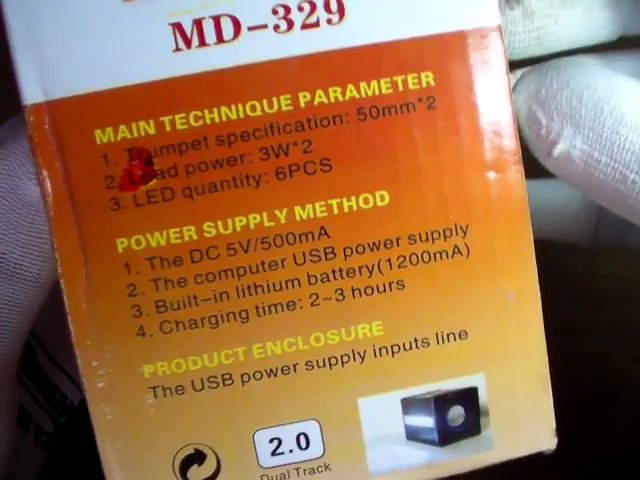 MD-329
MAIN TECHNIQUE PARAMETER
1. Trumpet specification: 50mm*2
2. power: 3W*2
3. LED quantity: 6PCS
POWER SUPPLY METHOD
1. The DC 5V/500mA
2. The computer USB power supply
3. Built-in lithium battery(1200mA)
4. Charging time: 2~3 hours
PRODUCT ENCLOSURE
The USB power supply inputs line
2.0
Dual Track